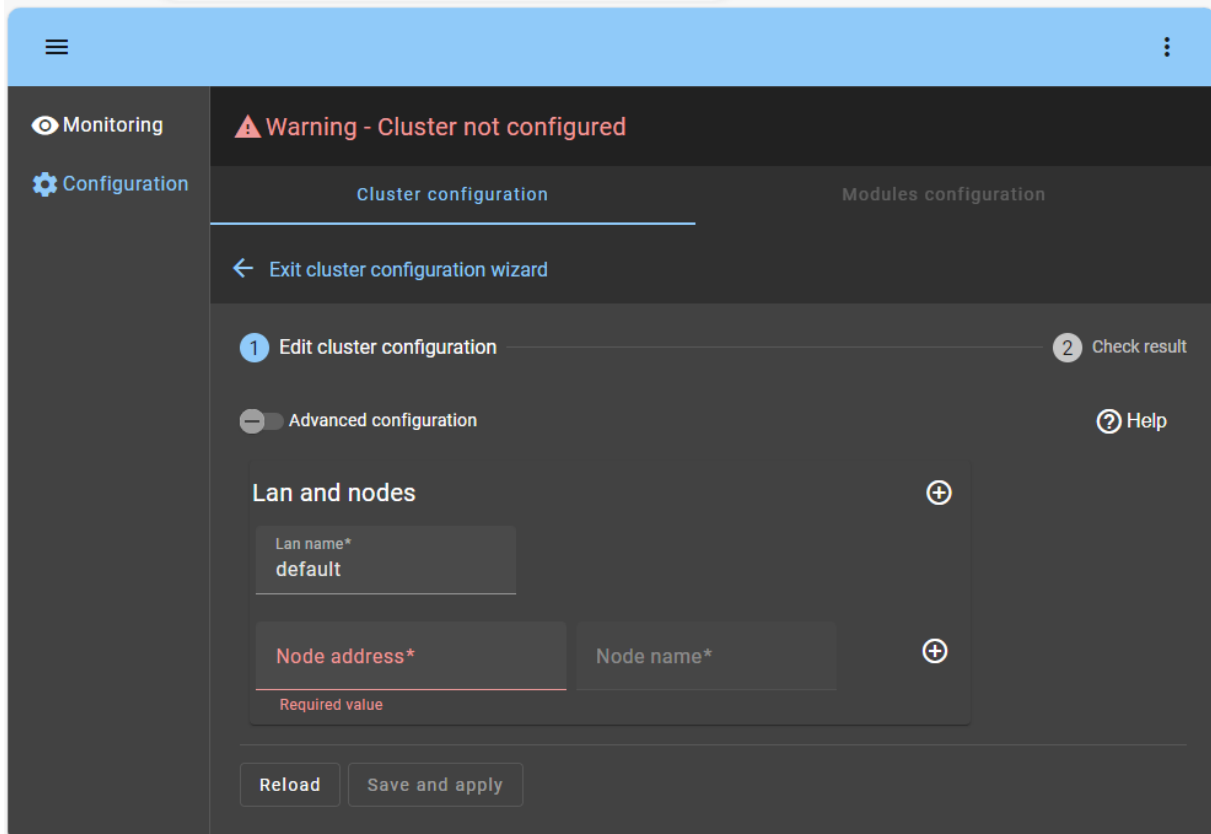 Monitoring
Configuration
Warning - Cluster not configured
Cluster configuration
Modules configuration
Exit cluster configuration wizard
1 Edit cluster configuration
2 Check result
Advanced configuration
Help
Lan and nodes
Lan name*
default
Node address*
Node name*
Required value
Reload
Save and apply